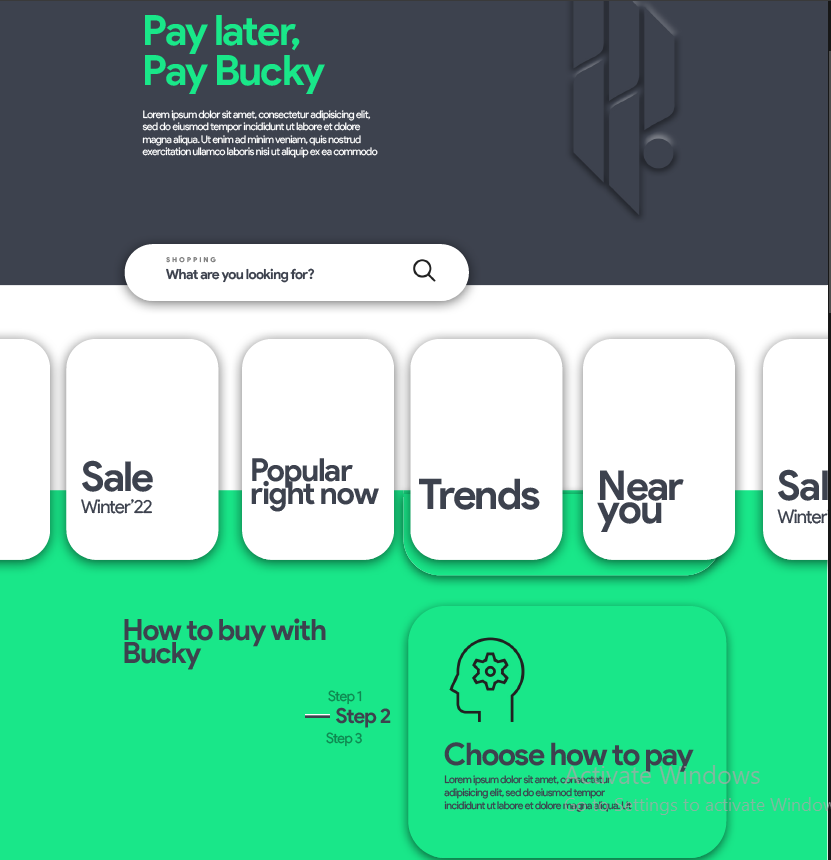 Pay later,
Pay Bucky
Lorem ipsum dolor sit amet, consectetur adipisicing elit,
sed do eiusmod tempor incididunt ut labore et dolore
magna aliqua. Ut enim ad minim veniam, quis nostrud
exercitation ullamco laboris nisi ut aliquip ex ea commodo
SHOPPING
What are you looking for?
Sale
Winter'22
Popular
right now
Trends
Near
you
Sal
Winter
How to buy with
Bucky
Step 1
Step 2
Step 3
Choose how to pay
Lorem ipsum dolor sit amet, consectetur
adipisicing elit, sed do eiusmod tempor
incididunt ut labore et dolore magna aliqua. Ut
Activate Windows
Settings to activate Window